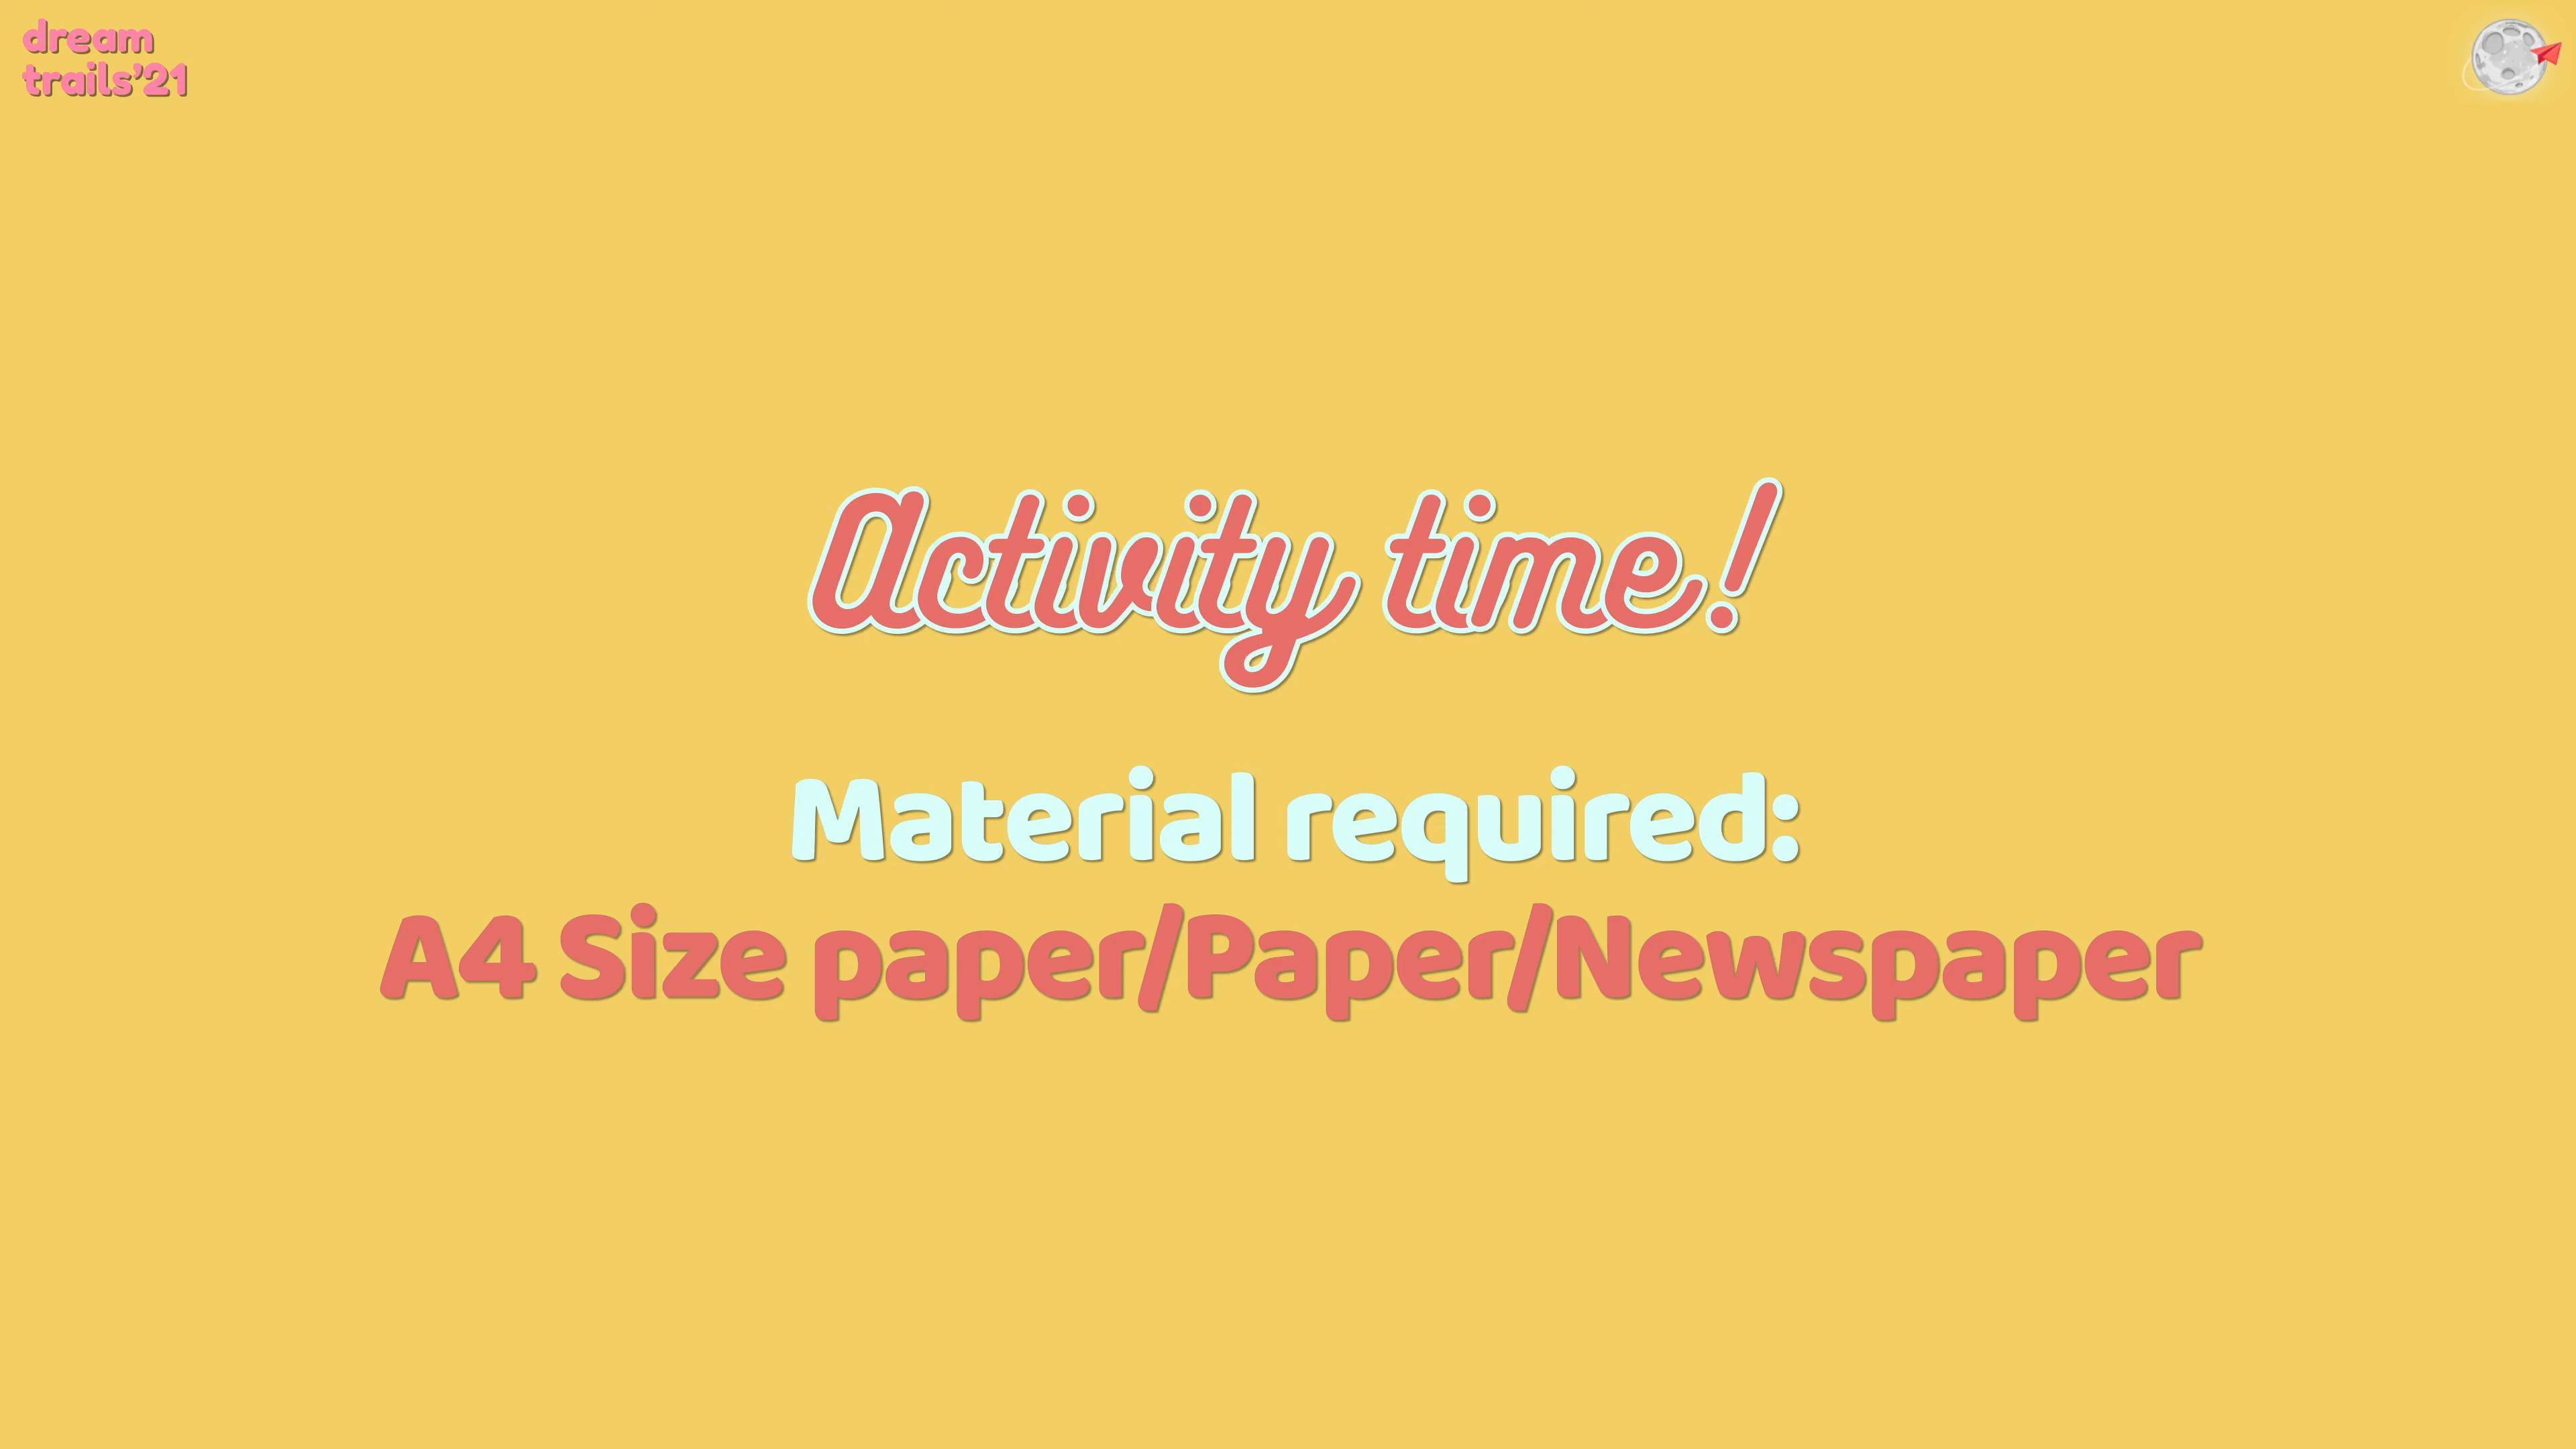 dream
trails’21
Activity time!
Material required:
A4 Size paper/Paper/Newspaper